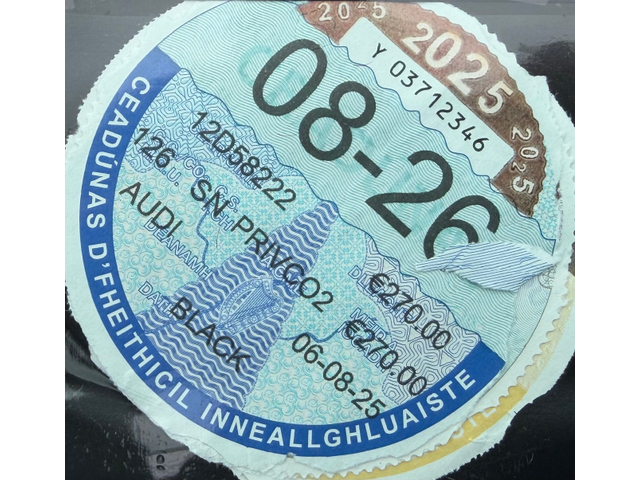 2025 2025 2025
Y 03712346
08-26
12D58222
126 SN PRIVCO2 €270.00
AUDI €270.00
BLACK 06-08-25
CEADÚNAS D'FHEITHICIL INNEALLGHLUAISTE